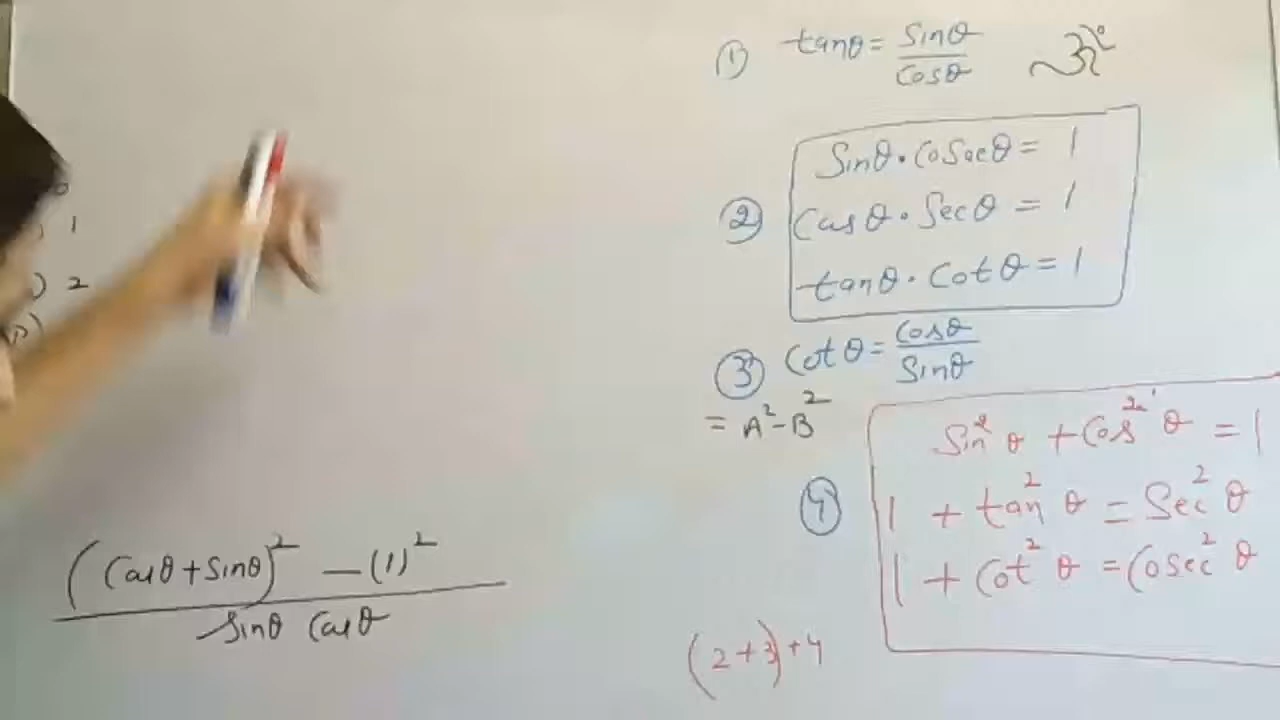 ① tanθ = sinθ / cosθ
② Sinθ · Cosecθ = 1
Cosθ · Secθ = 1
tanθ · Cotθ = 1
③ Cotθ = Cosθ / Sinθ
= A² - B²
④ Sin²θ + Cos²θ = 1
1 + tan²θ = Sec²θ
1 + Cot²θ = Cosec²θ
) 1
) 2
(Cosθ + Sinθ)² - (1)²
Sinθ Cosθ
(2+3)+4